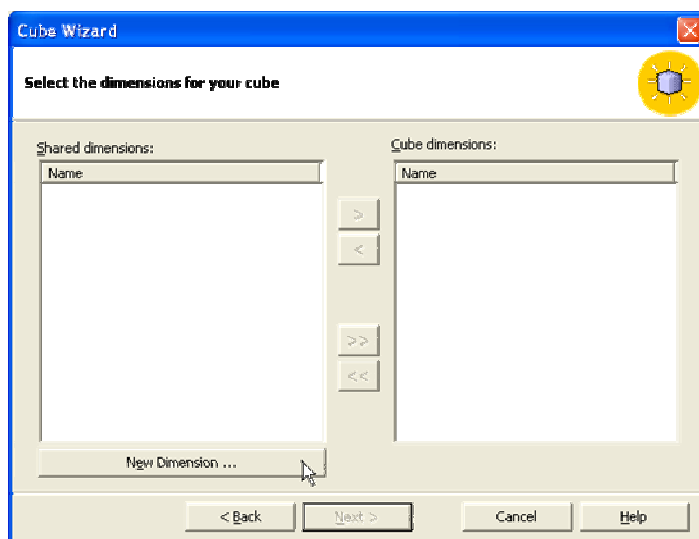 Cube Wizard
Select the dimensions for your cube
Shared dimensions:
Cube dimensions:
Name
Name
>
<
>>
<<
New Dimension ...
< Back
Next >
Cancel
Help